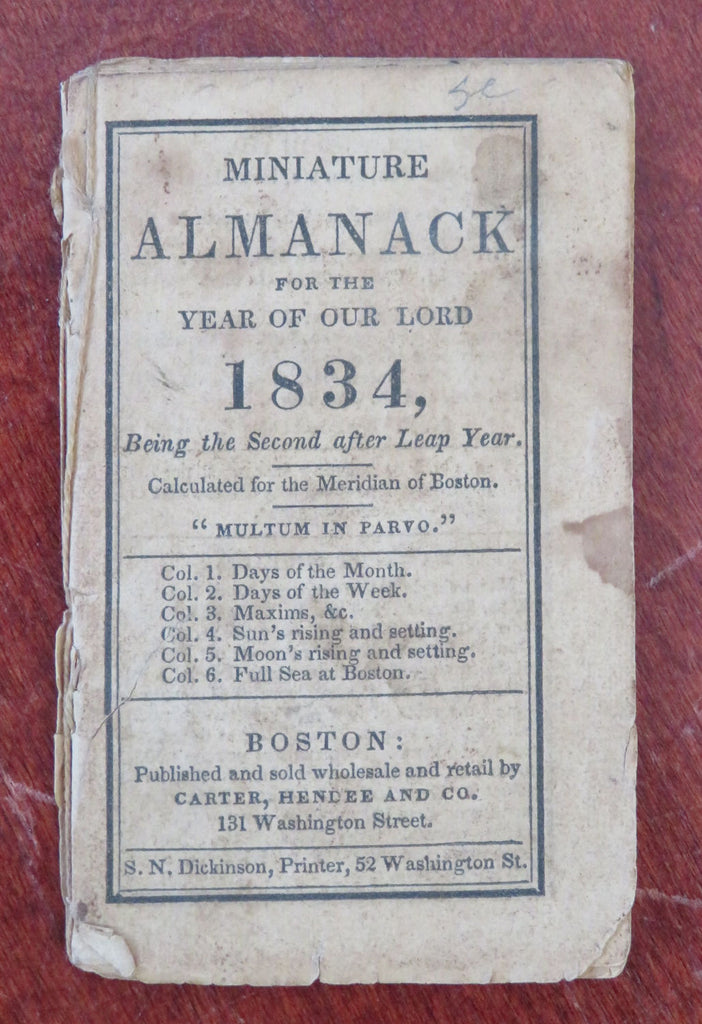 MINIATURE
ALMANACK
FOR THE
YEAR OF OUR LORD
1834,
Being the Second after Leap Year.
Calculated for the Meridian of Boston.
“ MULTUM IN PARVO.”
Col. 1. Days of the Month.
Col. 2. Days of the Week.
Col. 3. Maxims, &c.
Col. 4. Sun's rising and setting.
Col. 5. Moon's rising and setting.
Col. 6. Full Sea at Boston.
BOSTON:
Published and sold wholesale and retail by
CARTER, HENDEE AND CO.
131 Washington Street.
S. N. Dickinson, Printer, 52 Washington St.